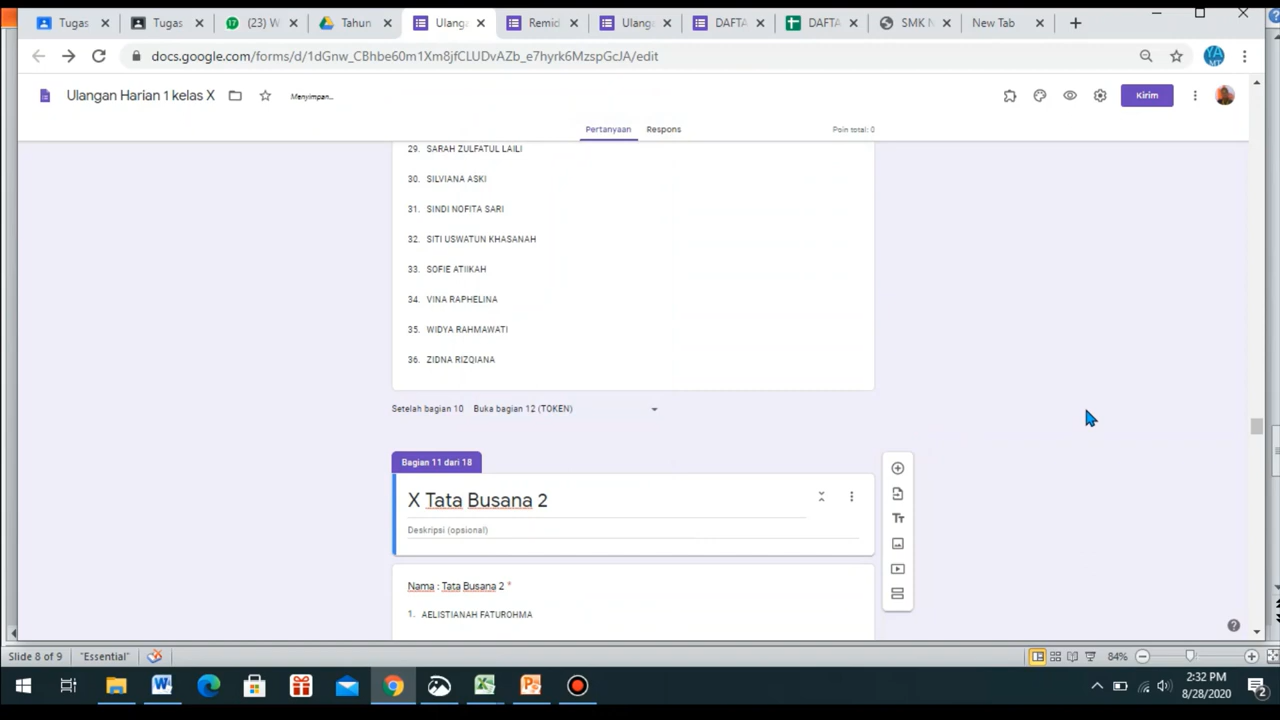 Tugas
Tugas
(23) W
Tahun
Ulanga
Remid
Ulang
DAFTA
DAFTA
SMK
New Tab
docs.google.com/forms/d/1dGnw_CBhbe60m1Xm8jfCLUDvAZb_e7hyrk6MzspGcJA/edit
Ulangan Harian 1 kelas X
Menyimpan...
Kirim
Pertanyaan
Respons
Poin total: 0
29. SARAH ZULFATUL LAILI
30. SILVIANA ASKI
31. SINDI NOFITA SARI
32. SITI USWATUN KHASANAH
33. SOFIE ATIIKAH
34. VINA RAPHELINA
35. WIDYA RAHMAWATI
36. ZIDNA RIZQIANA
Setelah bagian 10 Buka bagian 12 (TOKEN)
Bagian 11 dari 18
X Tata Busana 2
Deskripsi (opsional)
Nama : Tata Busana 2 *
1. AELISTIANAH FATUROHMA
Slide 8 of 9
"Essential"
84%
2:32 PM
8/28/2020
2